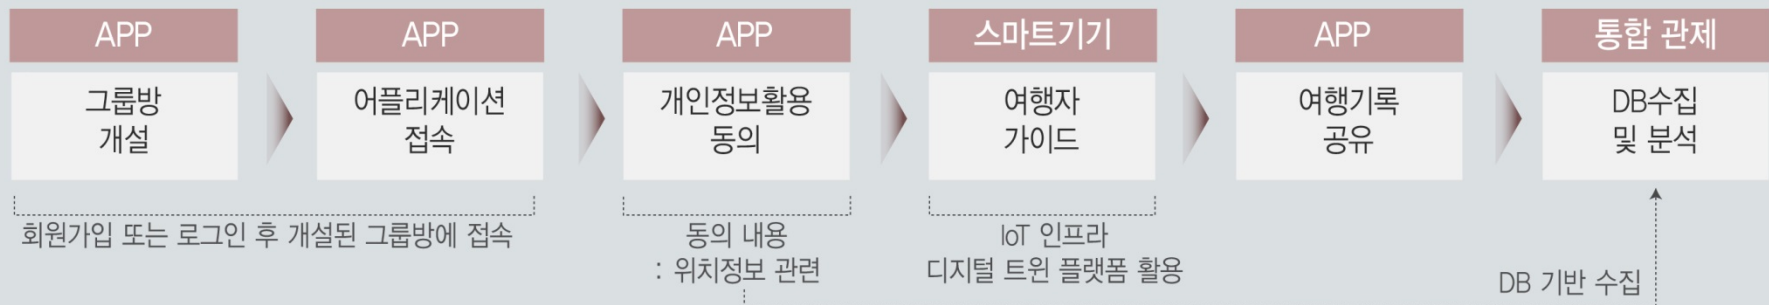 APP
그룹방
개설
APP
어플리케이션
접속
APP
개인정보활용
동의
스마트기기
여행자
가이드
APP
여행기록
공유
통합 관제
DB수집
및 분석
회원가입 또는 로그인 후 개설된 그룹방에 접속
동의 내용
: 위치정보 관련
IoT 인프라
디지털 트윈 플랫폼 활용
DB 기반 수집